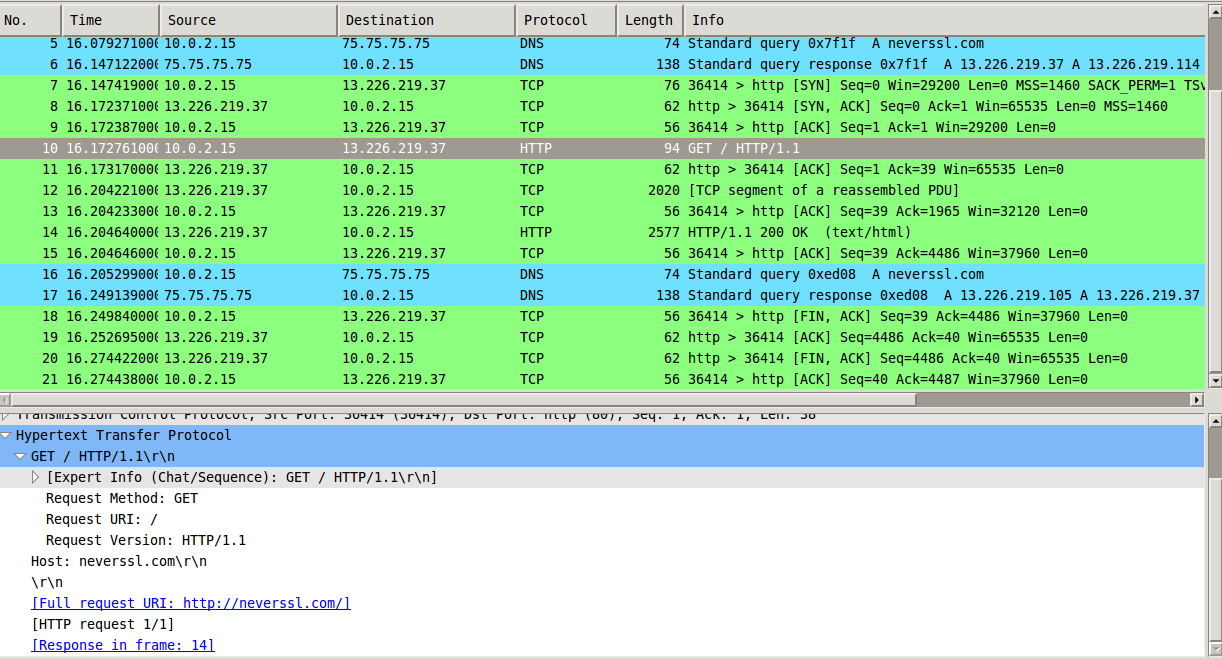 No. Time Source Destination Protocol Length Info
5 16.079271000 10.0.2.15 75.75.75.75 DNS 74 Standard query 0x7f1f A neverssl.com
6 16.147122000 75.75.75.75 10.0.2.15 DNS 138 Standard query response 0x7f1f A 13.226.219.37 A 13.226.219.114
7 16.147419000 10.0.2.15 13.226.219.37 TCP 76 36414 > http [SYN] Seq=0 Win=29200 Len=0 MSS=1460 SACK_PERM=1 TSv
8 16.172371000 13.226.219.37 10.0.2.15 TCP 62 http > 36414 [SYN, ACK] Seq=0 Ack=1 Win=65535 Len=0 MSS=1460
9 16.172387000 10.0.2.15 13.226.219.37 TCP 56 36414 > http [ACK] Seq=1 Ack=1 Win=29200 Len=0
10 16.172761000 10.0.2.15 13.226.219.37 HTTP 94 GET / HTTP/1.1
11 16.173170000 13.226.219.37 10.0.2.15 TCP 62 http > 36414 [ACK] Seq=1 Ack=39 Win=65535 Len=0
12 16.204221000 13.226.219.37 10.0.2.15 TCP 2020 [TCP segment of a reassembled PDU]
13 16.204233000 10.0.2.15 13.226.219.37 TCP 56 36414 > http [ACK] Seq=39 Ack=1965 Win=32120 Len=0
14 16.204640000 13.226.219.37 10.0.2.15 HTTP 2577 HTTP/1.1 200 OK (text/html)
15 16.204646000 10.0.2.15 13.226.219.37 TCP 56 36414 > http [ACK] Seq=39 Ack=4486 Win=37960 Len=0
16 16.205299000 10.0.2.15 75.75.75.75 DNS 74 Standard query 0xed08 A neverssl.com
17 16.249139000 75.75.75.75 10.0.2.15 DNS 138 Standard query response 0xed08 A 13.226.219.105 A 13.226.219.37
18 16.249840000 10.0.2.15 13.226.219.37 TCP 56 36414 > http [FIN, ACK] Seq=39 Ack=4486 Win=37960 Len=0
19 16.252695000 13.226.219.37 10.0.2.15 TCP 62 http > 36414 [ACK] Seq=4486 Ack=40 Win=65535 Len=0
20 16.274422000 13.226.219.37 10.0.2.15 TCP 62 http > 36414 [FIN, ACK] Seq=4486 Ack=40 Win=65535 Len=0
21 16.274438000 10.0.2.15 13.226.219.37 TCP 56 36414 > http [ACK] Seq=40 Ack=4487 Win=37960 Len=0
Transmission Control Protocol, Src Port: 36414 (36414), Dst Port: http (80), Seq: 1, Ack: 1, Len: 38
Hypertext Transfer Protocol
GET / HTTP/1.1\r\n
[Expert Info (Chat/Sequence): GET / HTTP/1.1\r\n]
Request Method: GET
Request URI: /
Request Version: HTTP/1.1
Host: neverssl.com\r\n
\r\n
[Full request URI: http://neverssl.com/]
[HTTP request 1/1]
[Response in frame: 14]